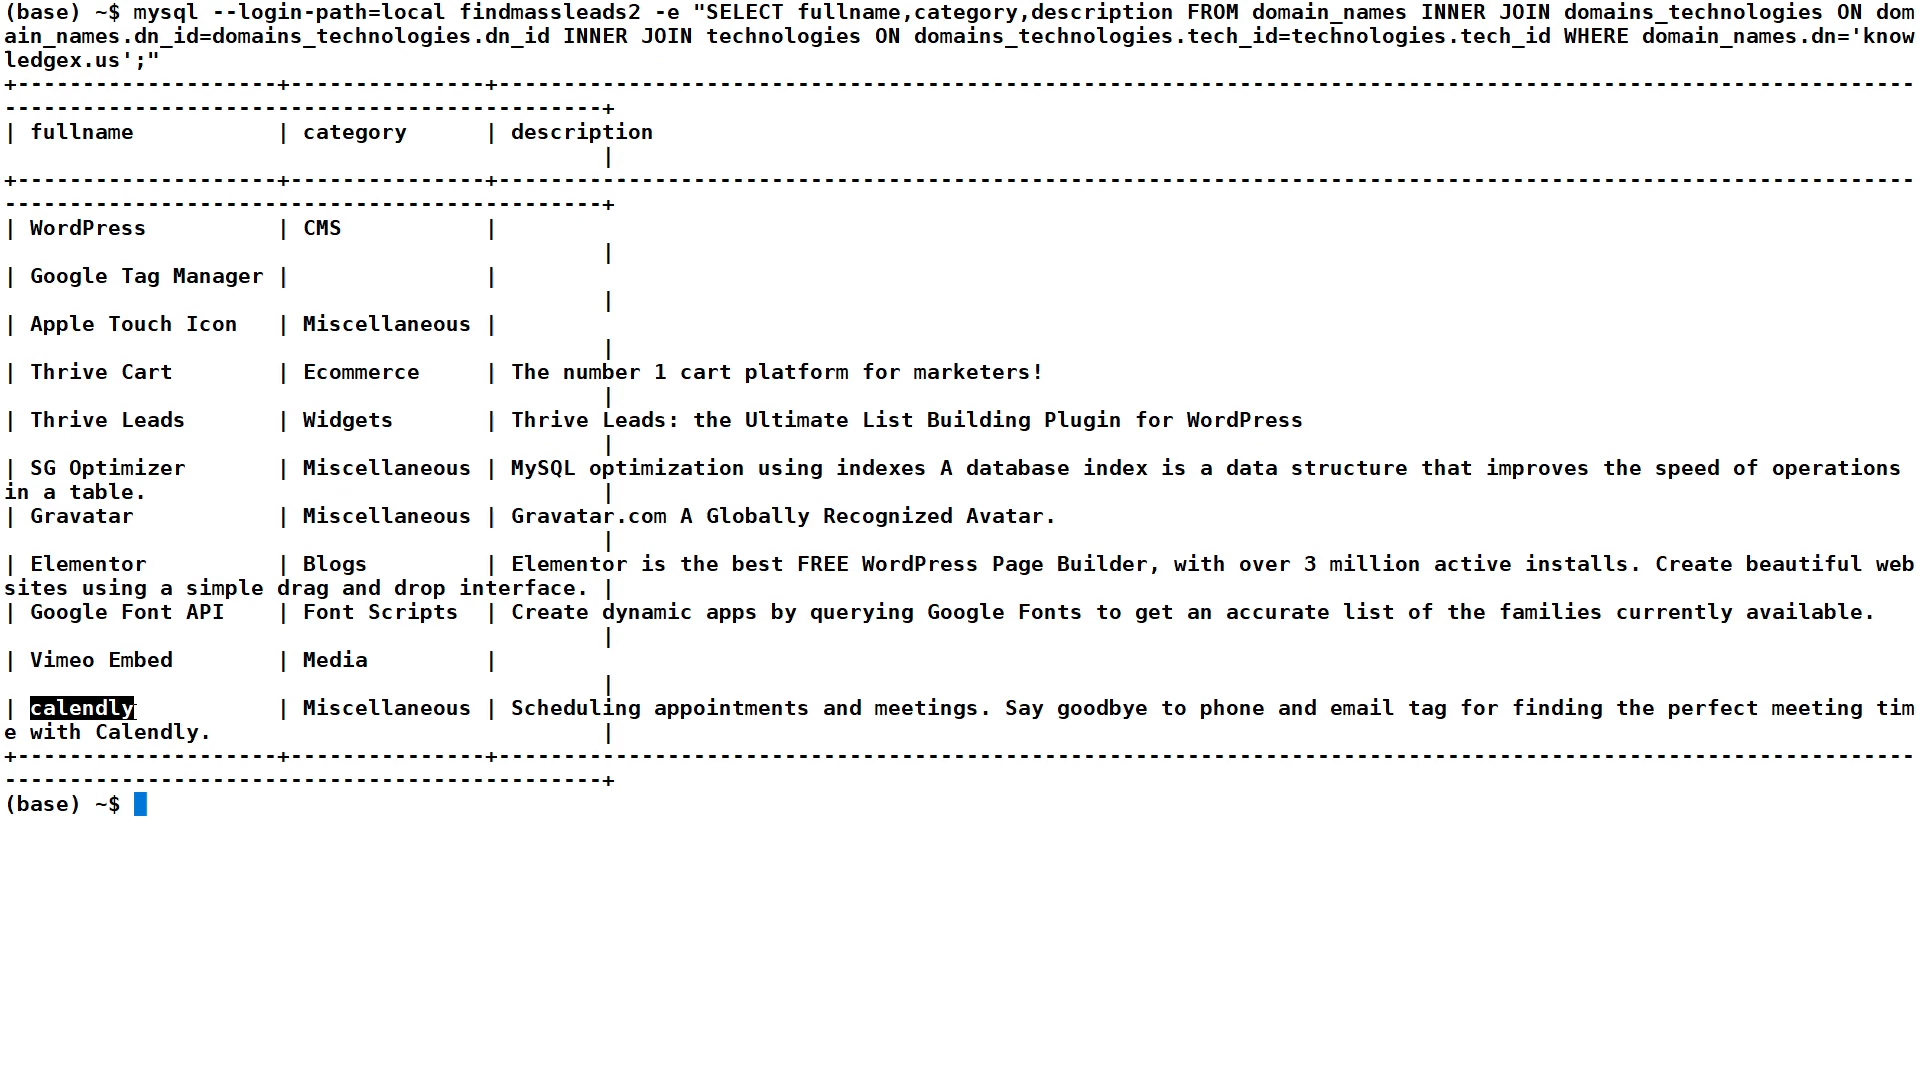 (base) ~$ mysql --login-path=local findmassleads2 -e "SELECT fullname,category,description FROM domain_names INNER JOIN domains_technologies ON dom
ain_names.dn_id=domains_technologies.dn_id INNER JOIN technologies ON domains_technologies.tech_id=technologies.tech_id WHERE domain_names.dn='know
ledgex.us';"
+--------------------+---------------+-------------------------------------------------------------------------------------------------------------
----------------------------------------------+
| fullname           | category      | description
                                              |
+--------------------+---------------+-------------------------------------------------------------------------------------------------------------
----------------------------------------------+
| WordPress          | CMS           |
                                              |
| Google Tag Manager |               |
                                              |
| Apple Touch Icon   | Miscellaneous |
                                              |
| Thrive Cart        | Ecommerce     | The number 1 cart platform for marketers!
                                              |
| Thrive Leads       | Widgets       | Thrive Leads: the Ultimate List Building Plugin for WordPress
                                              |
| SG Optimizer       | Miscellaneous | MySQL optimization using indexes A database index is a data structure that improves the speed of operations
in a table.                                   |
| Gravatar           | Miscellaneous | Gravatar.com A Globally Recognized Avatar.
                                              |
| Elementor          | Blogs         | Elementor is the best FREE WordPress Page Builder, with over 3 million active installs. Create beautiful web
sites using a simple drag and drop interface. |
| Google Font API    | Font Scripts  | Create dynamic apps by querying Google Fonts to get an accurate list of the families currently available.
                                              |
| Vimeo Embed        | Media         |
                                              |
| calendly           | Miscellaneous | Scheduling appointments and meetings. Say goodbye to phone and email tag for finding the perfect meeting tim
e with Calendly.                              |
+--------------------+---------------+-------------------------------------------------------------------------------------------------------------
----------------------------------------------+
(base) ~$